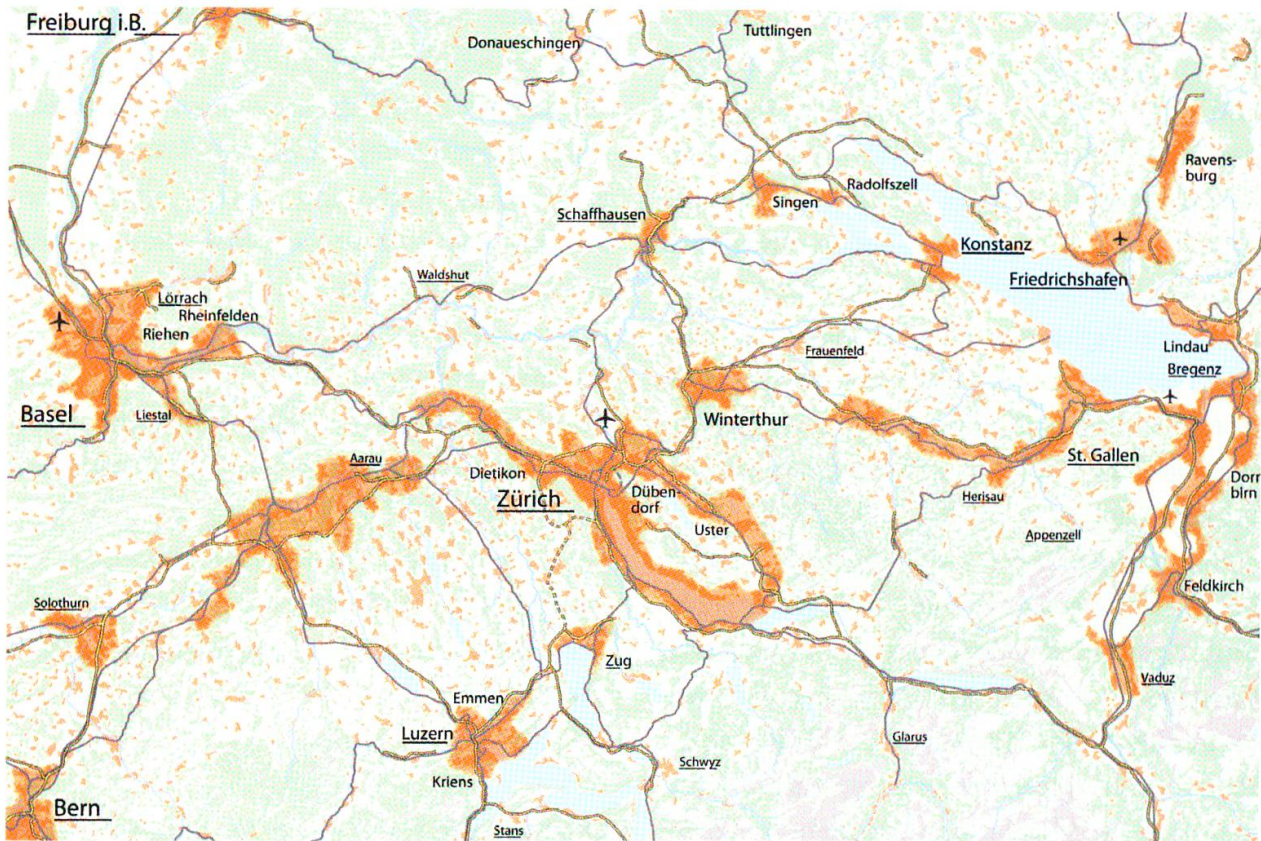 Freiburg i.B.
Donaueschingen
Tuttlingen
Ravens-
burg
Radolfszell
Singen
Schaffhausen
Konstanz
Friedrichshafen
Waldshut
Lörrach
Rheinfelden
Riehen
Lindau
Bregenz
Frauenfeld
Basel
Liestal
Winterthur
St. Gallen
Aarau
Dietikon
Zürich
Düben-
dorf
Uster
Herisau
Appenzell
Dorn
birn
Solothurn
Feldkirch
Zug
Vaduz
Emmen
Luzern
Kriens
Glarus
Schwyz
Bern
Stans